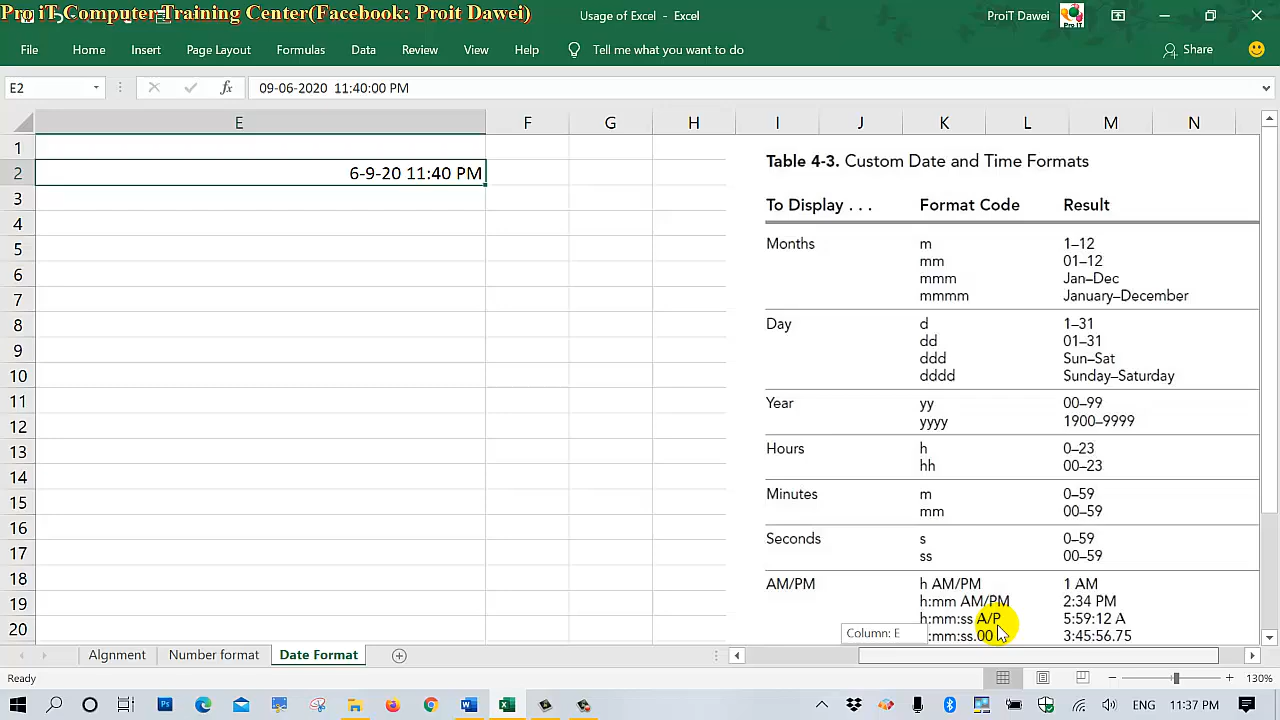 Pro iT Computer Training Center(Facebook: Proit Dawei)
Usage of Excel - Excel
ProiT Dawei
File Home Insert Page Layout Formulas Data Review View Help Tell me what you want to do Share
E2 fx 09-06-2020 11:40:00 PM
E F G H I J K L M N
1
2 6-9-20 11:40 PM
3
4
5
6
7
8
9
10
11
12
13
14
15
16
17
18
19
20
Table 4-3. Custom Date and Time Formats
To Display . . . Format Code Result
Months m 1–12
mm 01–12
mmm Jan–Dec
mmmm January–December
Day d 1–31
dd 01–31
ddd Sun–Sat
dddd Sunday–Saturday
Year yy 00–99
yyyy 1900–9999
Hours h 0–23
hh 00–23
Minutes m 0–59
mm 00–59
Seconds s 0–59
ss 00–59
AM/PM h AM/PM 1 AM
h:mm AM/PM 2:34 PM
h:mm:ss A/P 5:59:12 A
:mm:ss.00 3:45:56.75
Column: E
Alignment Number format Date Format
Ready 130%
ENG 11:37 PM